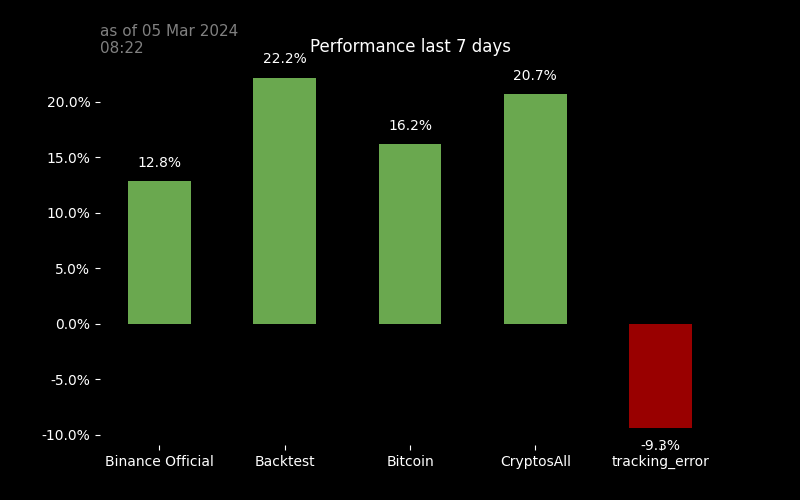 as of 05 Mar 2024
08:22
Performance last 7 days
22.2%
20.7%
16.2%
12.8%
-9.3%
20.0%
15.0%
10.0%
5.0%
0.0%
-5.0%
-10.0%
Binance Official
Backtest
Bitcoin
CryptosAll
tracking_error